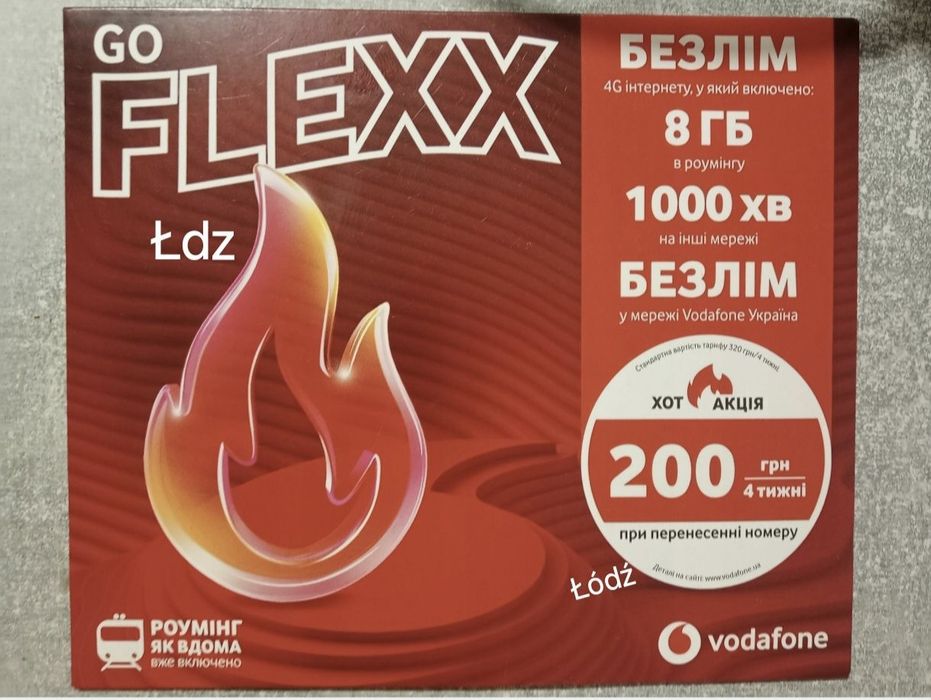 GO
FLEXX
Łdz
БЕЗЛІМ
4G інтернету, у який включено:
8 ГБ
в роумінгу
1000 хв
на інші мережі
БЕЗЛІМ
у мережі Vodafone Україна
Стандартна вартість тарифу 320 грн/4 тижні.
ХОТ АКЦІЯ
200 грн
4 тижні
при перенесенні номеру
Деталі на сайті: www.vodafone.ua
Łódź
РОУМІНГ
ЯК ВДОМА
вже включено
vodafone